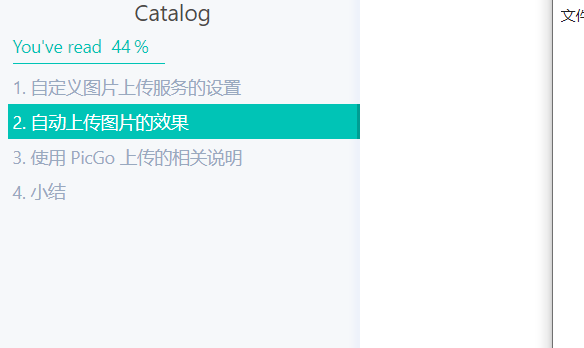 Catalog
文件
You've read 44 %
1. 自定义图片上传服务的设置
2. 自动上传图片的效果
3. 使用 PicGo 上传的相关说明
4. 小结